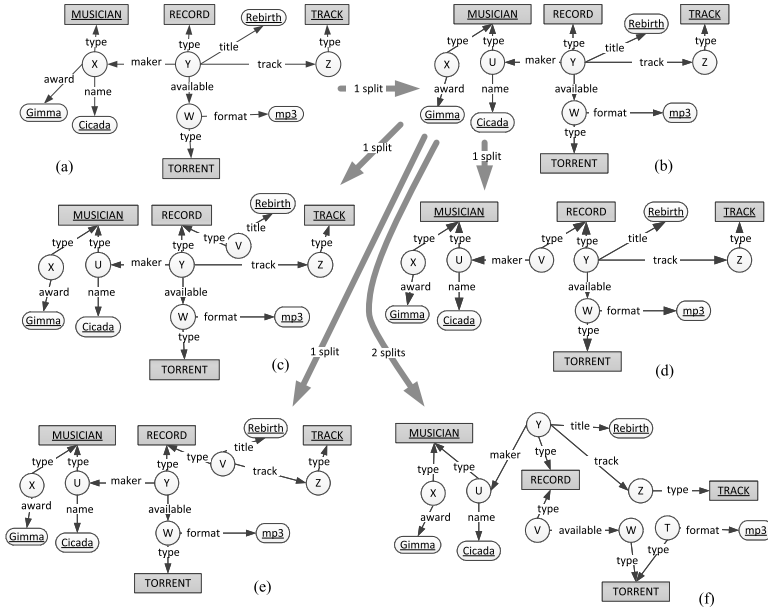 MUSICIAN RECORD Rebirth TRACK
type type title type
X maker Y track Z
award name available
Gimma Cicada W format mp3
type
(a) TORRENT
1 split
MUSICIAN RECORD Rebirth TRACK
type type type title type
X U maker Y track Z
award name available
Gimma Cicada W format mp3
type
TORRENT (b)
1 split
1 split
MUSICIAN RECORD Rebirth TRACK
type type type type title type
X U maker Y V track Z
award name available
Gimma Cicada W format mp3
type
TORRENT (c)
MUSICIAN RECORD Rebirth TRACK
type type type type title type
X U maker V Y track Z
award name available
Gimma Cicada W format mp3
type
TORRENT (d)
1 split 2 splits
MUSICIAN RECORD Rebirth TRACK
type type type type title type
X U maker Y V track Z
award name available
Gimma Cicada W format mp3
type
TORRENT (e)
MUSICIAN Y title Rebirth
type type maker type track
X U RECORD Z type TRACK
award name type
Gimma Cicada V available W T format mp3
type type
TORRENT (f)